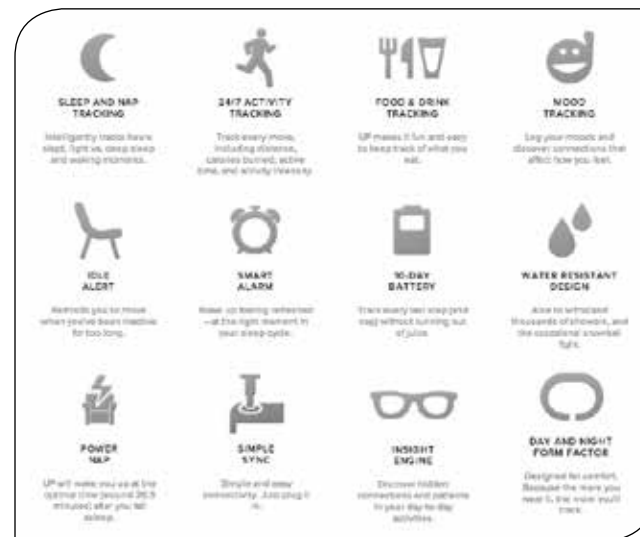 SLEEP AND NAP
TRACKING
Intelligently tracks hours
slept, light vs. deep sleep
and waking moments.
24/7 ACTIVITY
TRACKING
Track every move,
including distance,
calories burned, active
time, and activity intensity.
FOOD & DRINK
TRACKING
UP makes it fun and easy
to keep track of what you
eat.
MOOD
TRACKING
Log your moods and
discover connections that
affect how you feel.
IDLE
ALERT
Reminds you to move
when you've been inactive
for too long.
SMART
ALARM
Wake up feeling refreshed
—at the right moment in
your sleep cycle.
10-DAY
BATTERY
Track every last step (and
nap) without running out
of juice.
WATER RESISTANT
DESIGN
Able to withstand
thousands of showers, and
the occasional snowball
fight.
POWER
NAP
UP will wake you up at the
optimal time (around 26.5
minutes) after you fall
asleep.
SIMPLE
SYNC
Simple and easy
connectivity. Just plug it
in.
INSIGHT
ENGINE
Discover hidden
connections and patterns
in your day-to-day
activities.
DAY AND NIGHT
FORM FACTOR
Designed for comfort.
Because the more you
wear it, the more you'll
track.